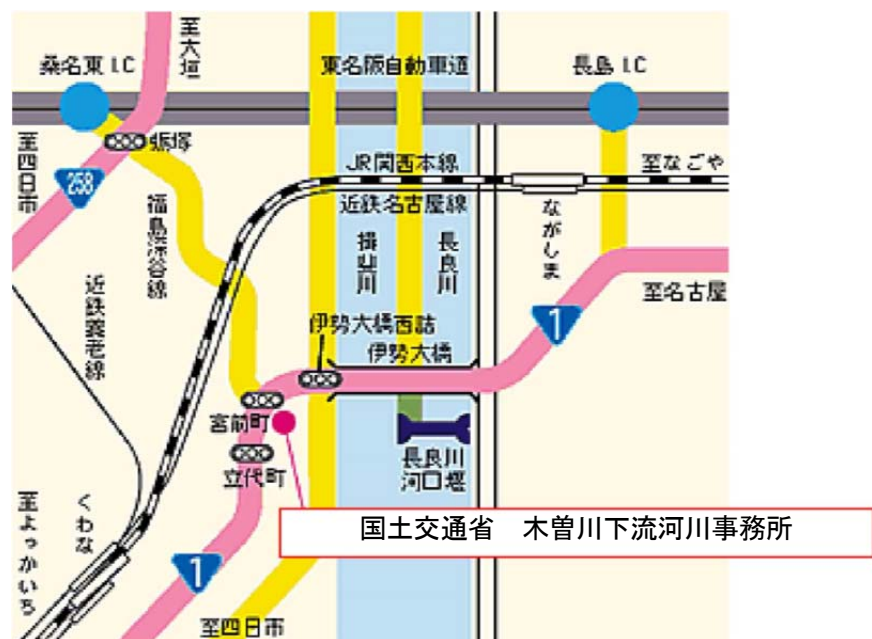 至大垣
桑名東 I.C
東名阪自動車道
長島 I.C
至四日市
蛎塚
258
JR関西本線
至なごや
近鉄名古屋線
福島深谷線
揖斐川
長良川
ながしま
近鉄養老線
至名古屋
1
伊勢大橋西詰
伊勢大橋
宮前町
立代町
長良川
河口堰
至よっかいち
くわな
国土交通省 木曽川下流河川事務所
1
至四日市